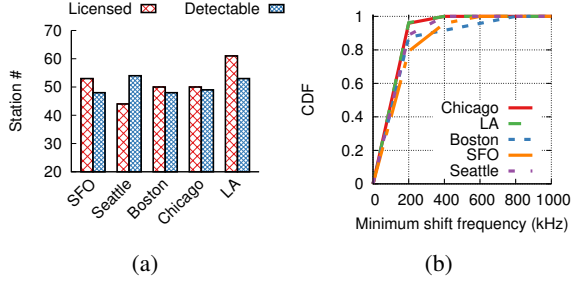 Licensed Detectable
70
60
50
40
30
20
Station #
SFO
Seattle
Boston
Chicago
LA
(a)
1
0.8
0.6
0.4
0.2
0
CDF
Chicago
LA
Boston
SFO
Seattle
0 200 400 600 800 1000
Minimum shift frequency (kHz)
(b)